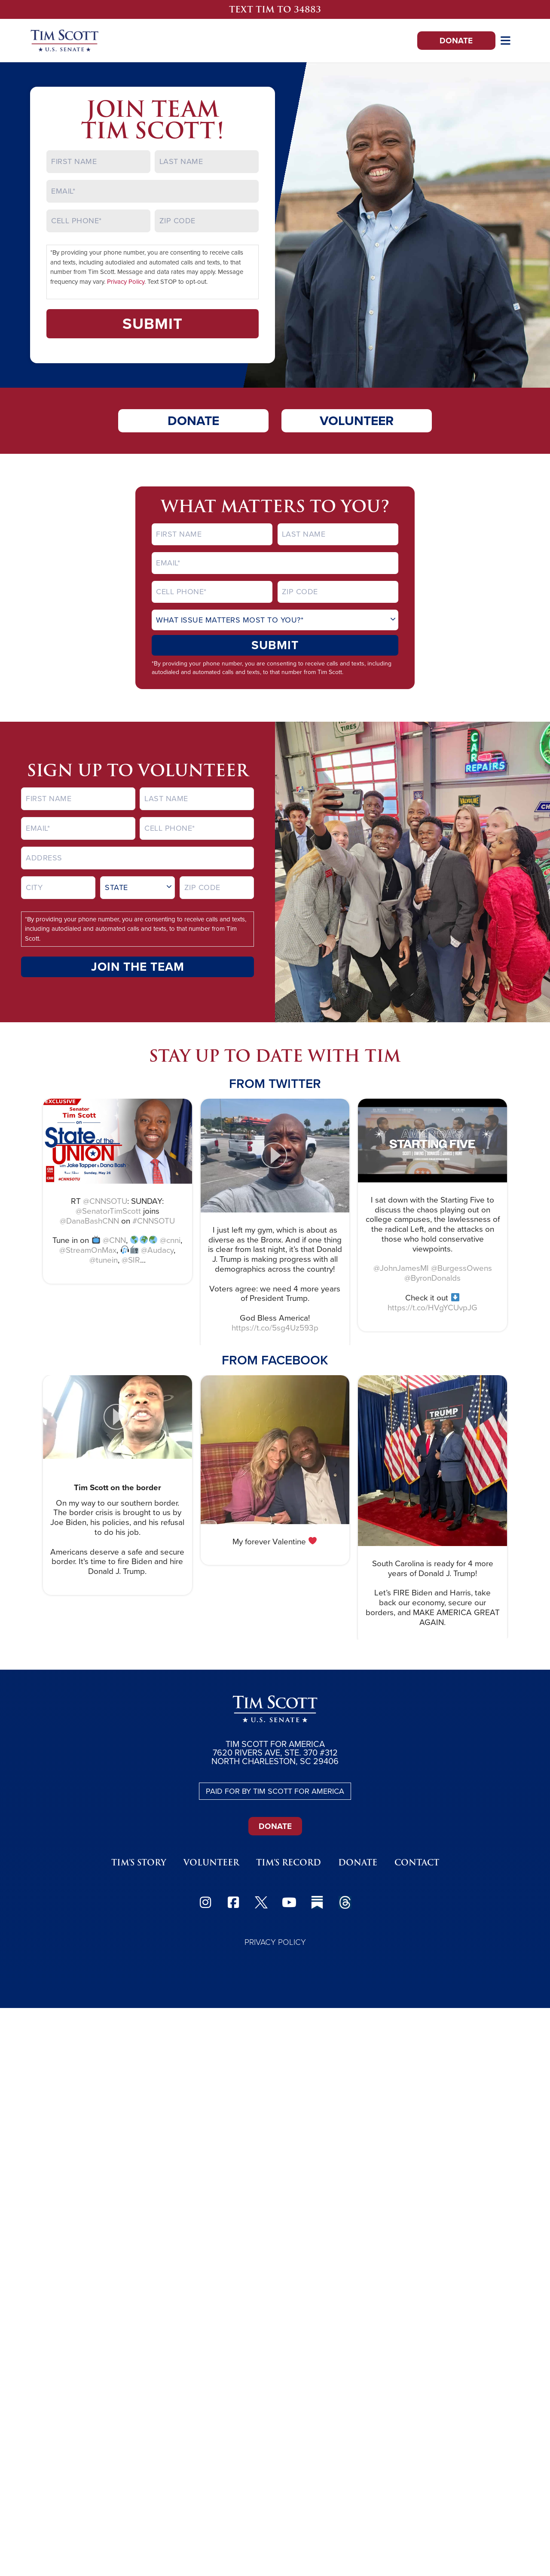 TEXT TIM TO 34883
TIM SCOTT
★ U.S. SENATE ★
DONATE
JOIN TEAM
TIM SCOTT!
FIRST NAME
LAST NAME
EMAIL*
CELL PHONE*
ZIP CODE
*By providing your phone number, you are consenting to receive calls
and texts, including autodialed and automated calls and texts, to that
number from Tim Scott. Message and data rates may apply. Message
frequency may vary. Privacy Policy. Text STOP to opt-out.
SUBMIT
DONATE
VOLUNTEER
WHAT MATTERS TO YOU?
FIRST NAME
LAST NAME
EMAIL*
CELL PHONE*
ZIP CODE
WHAT ISSUE MATTERS MOST TO YOU?*
SUBMIT
*By providing your phone number, you are consenting to receive calls and texts, including
autodialed and automated calls and texts, to that number from Tim Scott.
TIRES
CAR
REPAIRS
VALVOLINE
SIGN UP TO VOLUNTEER
FIRST NAME
LAST NAME
EMAIL*
CELL PHONE*
ADDRESS
CITY
STATE
ZIP CODE
*By providing your phone number, you are consenting to receive calls and texts,
including autodialed and automated calls and texts, to that number from Tim
Scott.
JOIN THE TEAM
STAY UP TO DATE WITH TIM
FROM TWITTER
EXCLUSIVE
Senator
Tim Scott
on
State of the
UNION
with Jake Tapper & Dana Bash
Sunday, May 26
#CNNSOTU
RT @CNNSOTU: SUNDAY:
@SenatorTimScott joins
@DanaBashCNN on #CNNSOTU
Tune in on 📺 @CNN, 🌎🌍🌏 @cnni,
@StreamOnMax, 🎧📻 @Audacy,
@tunein, @SIR…
I just left my gym, which is about as
diverse as the Bronx. And if one thing
is clear from last night, it's that Donald
J. Trump is making progress with all
demographics across the country!
Voters agree: we need 4 more years
of President Trump.
God Bless America!
https://t.co/5sg4Uz593p
AMERICA'S
STARTING FIVE
I sat down with the Starting Five to
discuss the chaos playing out on
college campuses, the lawlessness of
the radical Left, and the attacks on
those who hold conservative
viewpoints.
@JohnJamesMI @BurgessOwens
@ByronDonalds
Check it out ⬇️
https://t.co/HVgYCUvpJG
FROM FACEBOOK
Tim Scott on the border
On my way to our southern border.
The border crisis is brought to us by
Joe Biden, his policies, and his refusal
to do his job.
Americans deserve a safe and secure
border. It's time to fire Biden and hire
Donald J. Trump.
My forever Valentine ❤️
TRUMP
South Carolina is ready for 4 more
years of Donald J. Trump!
Let's FIRE Biden and Harris, take
back our economy, secure our
borders, and MAKE AMERICA GREAT
AGAIN.
TIM SCOTT
★ U.S. SENATE ★
TIM SCOTT FOR AMERICA
7620 RIVERS AVE, STE. 370 #312
NORTH CHARLESTON, SC 29406
PAID FOR BY TIM SCOTT FOR AMERICA
DONATE
TIM'S STORY
VOLUNTEER
TIM'S RECORD
DONATE
CONTACT
PRIVACY POLICY